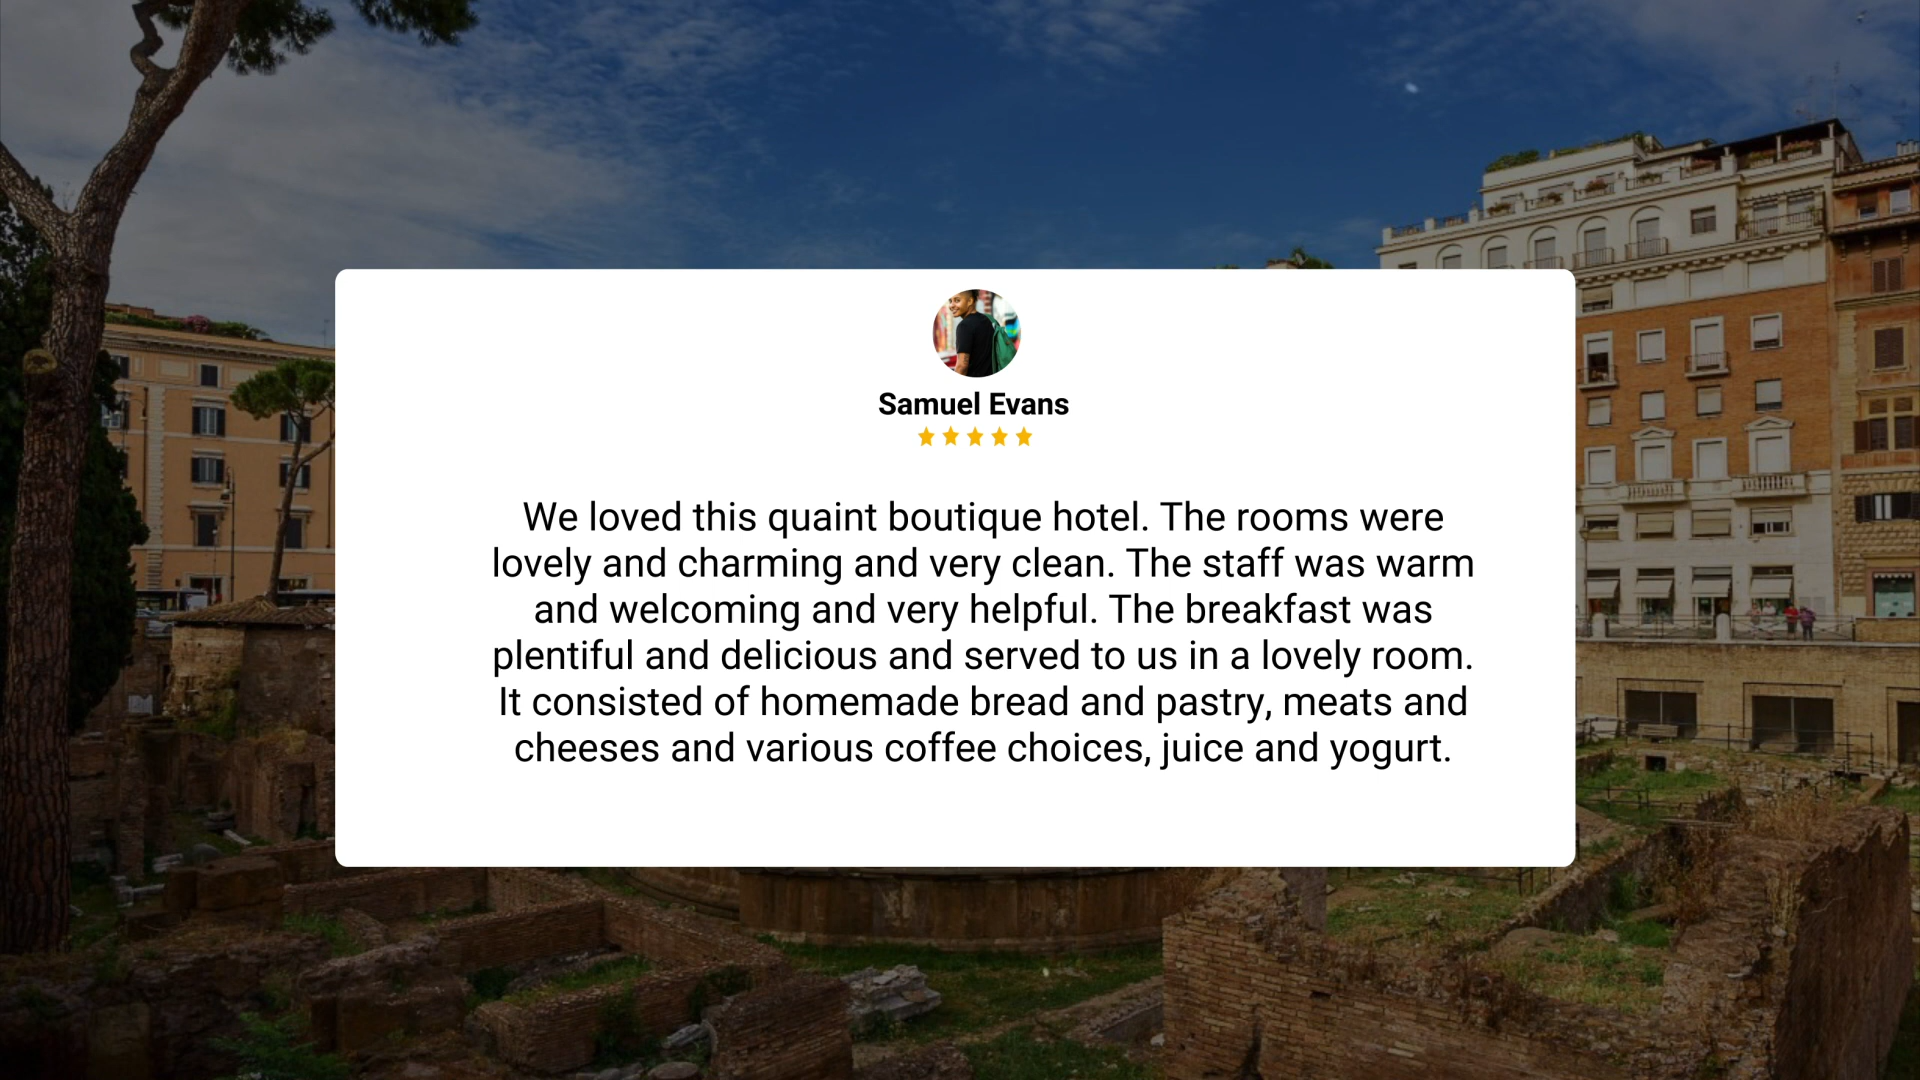 Samuel Evans
We loved this quaint boutique hotel. The rooms were
lovely and charming and very clean. The staff was warm
and welcoming and very helpful. The breakfast was
plentiful and delicious and served to us in a lovely room.
It consisted of homemade bread and pastry, meats and
cheeses and various coffee choices, juice and yogurt.